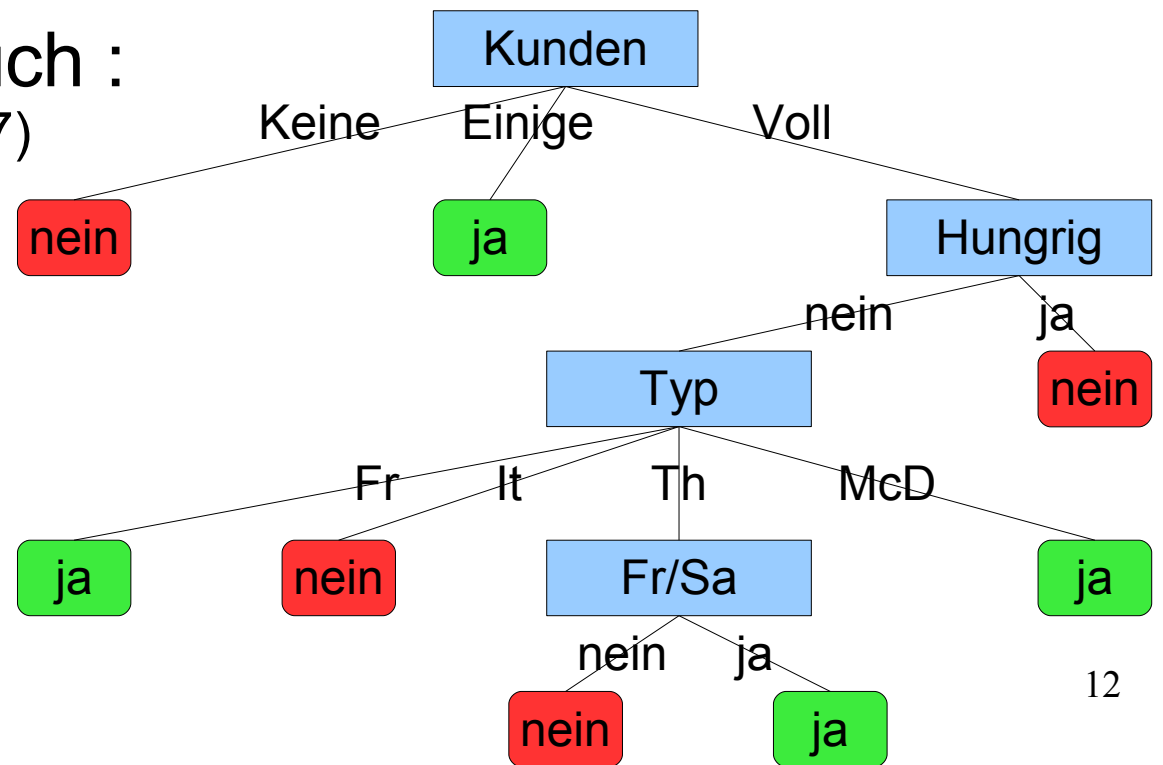 uch :
7)
Kunden
Keine Einige Voll
nein ja Hungrig
nein ja
Typ nein
Fr It Th McD
ja nein Fr/Sa ja
nein ja
12
nein ja